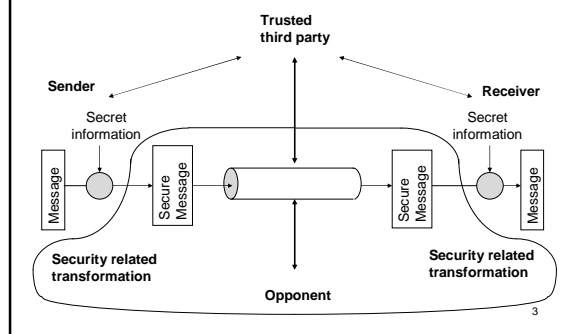 Trusted
third party
Sender
Receiver
Secret
information
Secret
information
Message
Secure
Message
Secure
Message
Message
Security related
transformation
Security related
transformation
Opponent
3